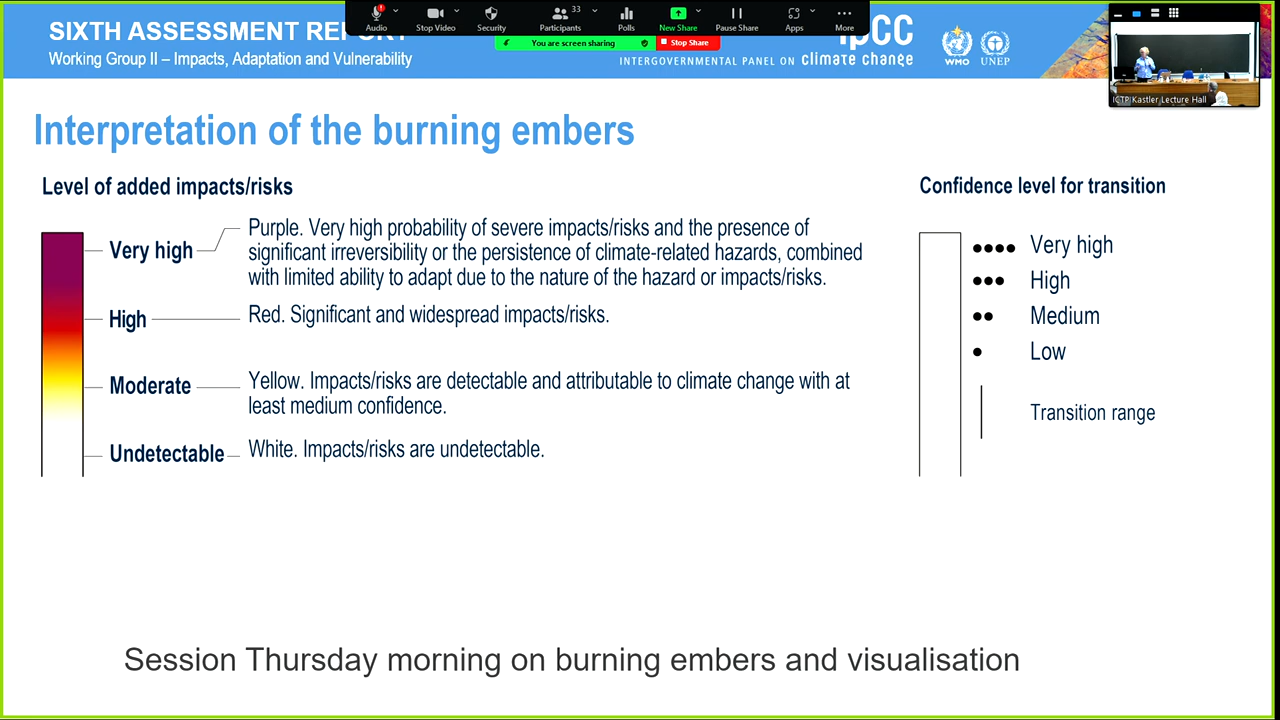 SIXTH ASSESSMENT REPORT
Working Group II – Impacts, Adaptation and Vulnerability
Audio
Stop Video
Security
33
Participants
Polls
New Share
Pause Share
Apps
More
You are screen sharing
Stop Share
ipcc
INTERGOVERNMENTAL PANEL ON climate change
WMO
UNEP
ICTP Kastler Lecture Hall
Interpretation of the burning embers
Level of added impacts/risks
Very high
Purple. Very high probability of severe impacts/risks and the presence of
significant irreversibility or the persistence of climate-related hazards, combined
with limited ability to adapt due to the nature of the hazard or impacts/risks.
High
Red. Significant and widespread impacts/risks.
Moderate
Yellow. Impacts/risks are detectable and attributable to climate change with at
least medium confidence.
Undetectable
White. Impacts/risks are undetectable.
Confidence level for transition
Very high
High
Medium
Low
Transition range
Session Thursday morning on burning embers and visualisation